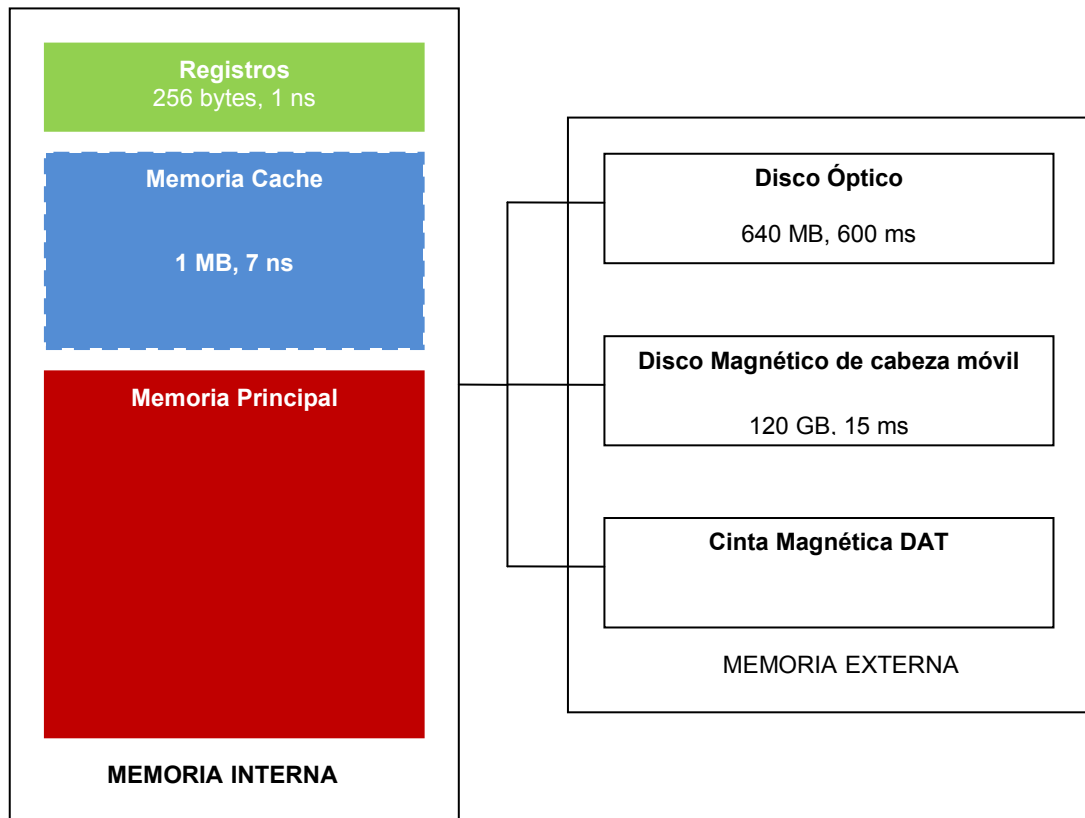 Registros
256 bytes, 1 ns
Memoria Cache
1 MB, 7 ns
Memoria Principal
MEMORIA INTERNA
Disco Óptico
640 MB, 600 ms
Disco Magnético de cabeza móvil
120 GB, 15 ms
Cinta Magnética DAT
MEMORIA EXTERNA